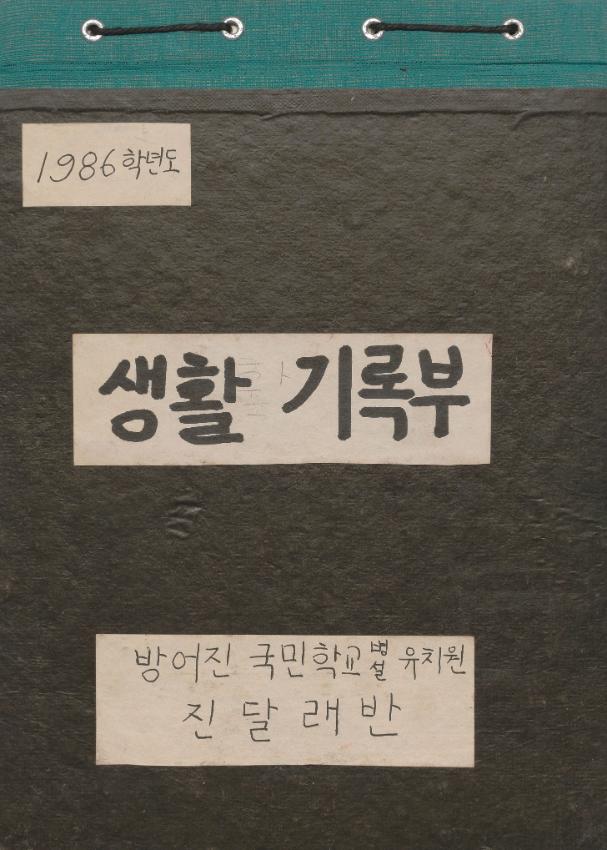 1986학년도
생활 기록부
방어진 국민학교 병설 유치원
진달래반